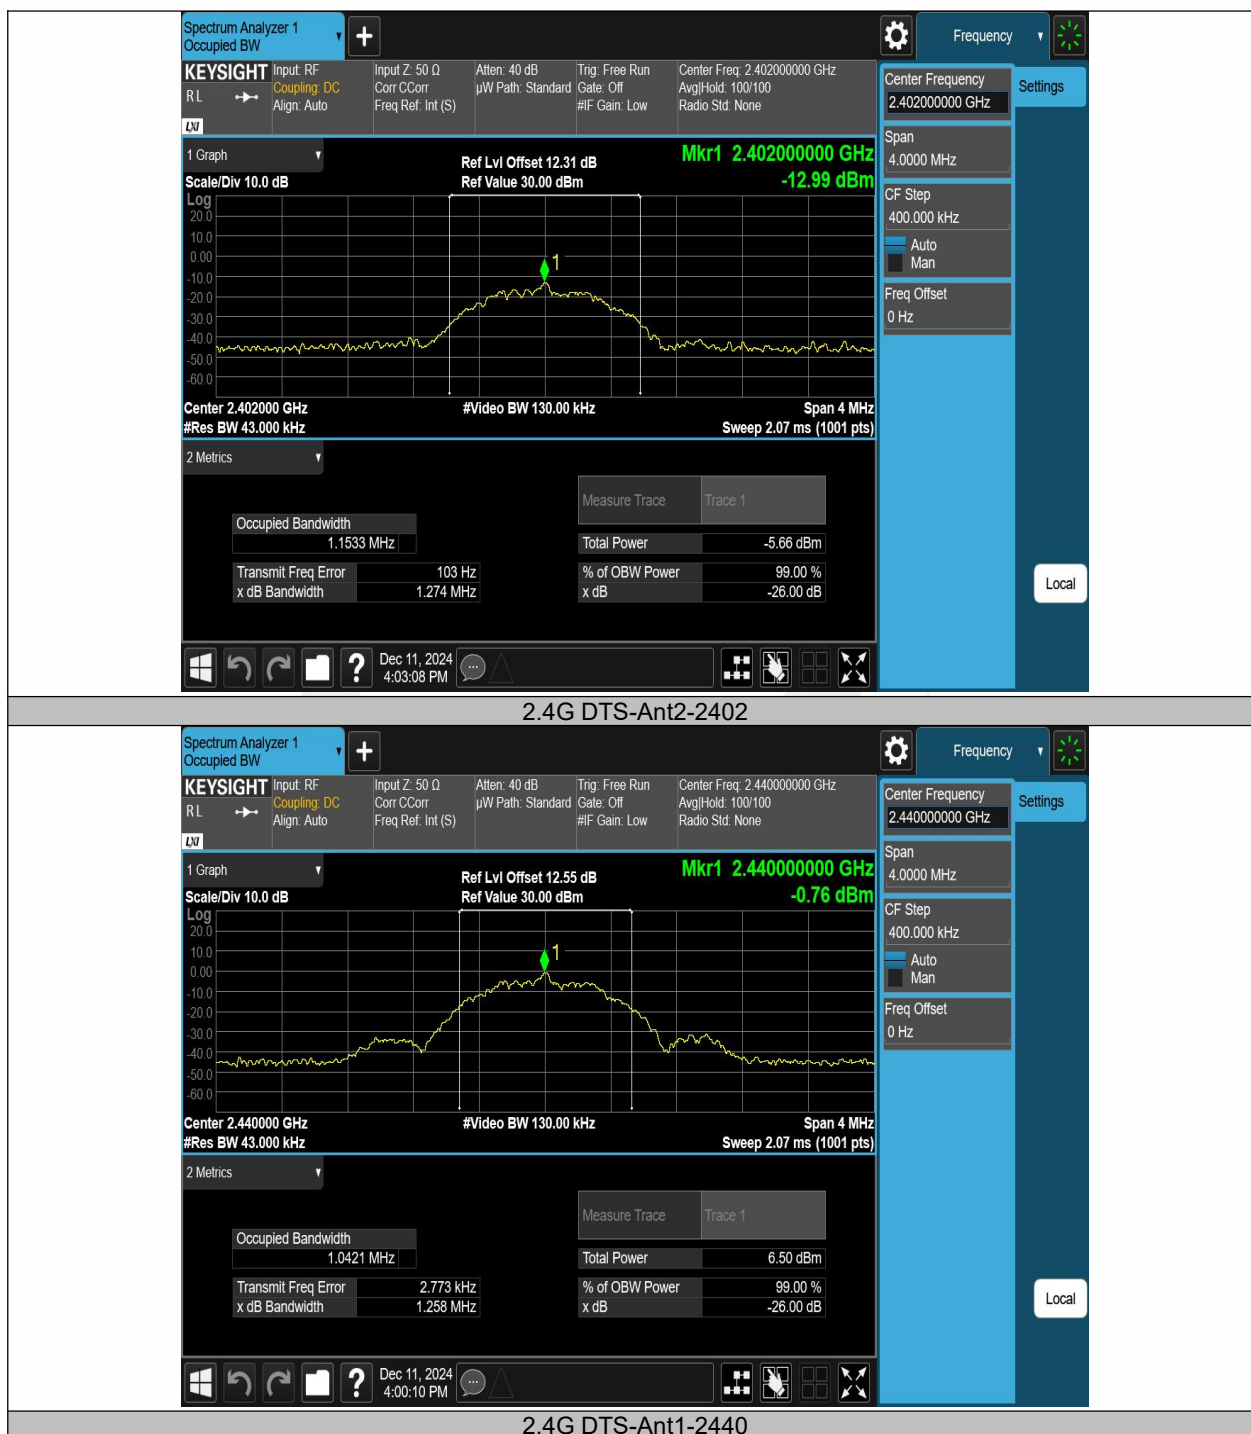 Spectrum Analyzer 1
Occupied BW
+
Frequency
KEYSIGHT
RL
LXI
Input: RF
Coupling: DC
Align: Auto
Input Z: 50 Ω
Corr CCorr
Freq Ref: Int (S)
Atten: 40 dB
µW Path: Standard
Trig: Free Run
Gate: Off
#IF Gain: Low
Center Freq: 2.402000000 GHz
Avg|Hold: 100/100
Radio Std: None
Center Frequency
2.402000000 GHz
Settings
Span
4.0000 MHz
CF Step
400.000 kHz
Auto
Man
Freq Offset
0 Hz
Local
1 Graph
Scale/Div 10.0 dB
Log
Ref Lvl Offset 12.31 dB
Ref Value 30.00 dBm
Mkr1 2.402000000 GHz
-12.99 dBm
20.0
10.0
0.00
-10.0
-20.0
-30.0
-40.0
-50.0
-60.0
1
Center 2.402000 GHz
#Video BW 130.00 kHz
Span 4 MHz
#Res BW 43.000 kHz
Sweep 2.07 ms (1001 pts)
2 Metrics
Measure Trace Trace 1
Occupied Bandwidth
1.1533 MHz
Total Power -5.66 dBm
Transmit Freq Error 103 Hz
% of OBW Power 99.00 %
x dB Bandwidth 1.274 MHz
x dB -26.00 dB
?
Dec 11, 2024
4:03:08 PM
2.4G DTS-Ant2-2402
Spectrum Analyzer 1
Occupied BW
+
Frequency
KEYSIGHT
RL
LXI
Input: RF
Coupling: DC
Align: Auto
Input Z: 50 Ω
Corr CCorr
Freq Ref: Int (S)
Atten: 40 dB
µW Path: Standard
Trig: Free Run
Gate: Off
#IF Gain: Low
Center Freq: 2.440000000 GHz
Avg|Hold: 100/100
Radio Std: None
Center Frequency
2.440000000 GHz
Settings
Span
4.0000 MHz
CF Step
400.000 kHz
Auto
Man
Freq Offset
0 Hz
Local
1 Graph
Scale/Div 10.0 dB
Log
Ref Lvl Offset 12.55 dB
Ref Value 30.00 dBm
Mkr1 2.440000000 GHz
-0.76 dBm
20.0
10.0
0.00
-10.0
-20.0
-30.0
-40.0
-50.0
-60.0
1
Center 2.440000 GHz
#Video BW 130.00 kHz
Span 4 MHz
#Res BW 43.000 kHz
Sweep 2.07 ms (1001 pts)
2 Metrics
Measure Trace Trace 1
Occupied Bandwidth
1.0421 MHz
Total Power 6.50 dBm
Transmit Freq Error 2.773 kHz
% of OBW Power 99.00 %
x dB Bandwidth 1.258 MHz
x dB -26.00 dB
?
Dec 11, 2024
4:00:10 PM
2.4G DTS-Ant1-2440